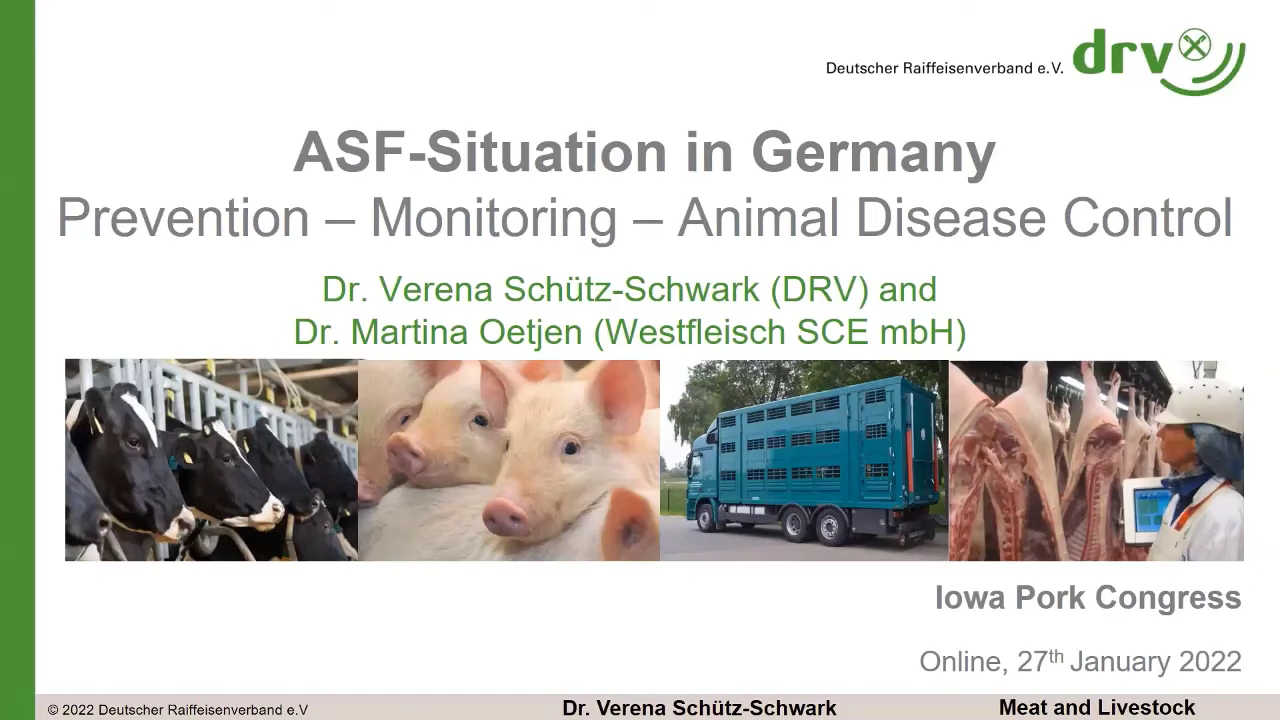 Deutscher Raiffeisenverband e.V. drv
ASF-Situation in Germany
Prevention – Monitoring – Animal Disease Control
Dr. Verena Schütz-Schwark (DRV) and
Dr. Martina Oetjen (Westfleisch SCE mbH)
Iowa Pork Congress
Online, 27th January 2022
© 2022 Deutscher Raiffeisenverband e.V Dr. Verena Schütz-Schwark Meat and Livestock